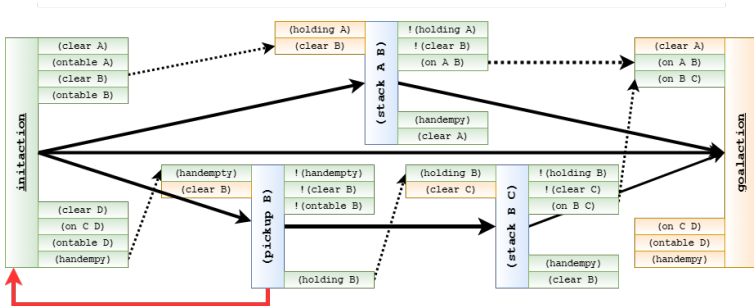 initaction
(clear A)
(ontable A)
(clear B)
(ontable B)
(clear D)
(on C D)
(ontable D)
(handempy)
(holding A)
(clear B)
(stack A B)
!(holding A)
!(clear B)
(on A B)
(handempy)
(clear A)
(handempty)
(clear B)
(pickup B)
!(handempty)
!(clear B)
!(ontable B)
(holding B)
(holding B)
(clear C)
(stack B C)
!(holding B)
!(clear C)
(on B C)
(handempy)
(clear B)
(clear A)
(on A B)
(on B C)
(on C D)
(ontable D)
(handempy)
goalaction